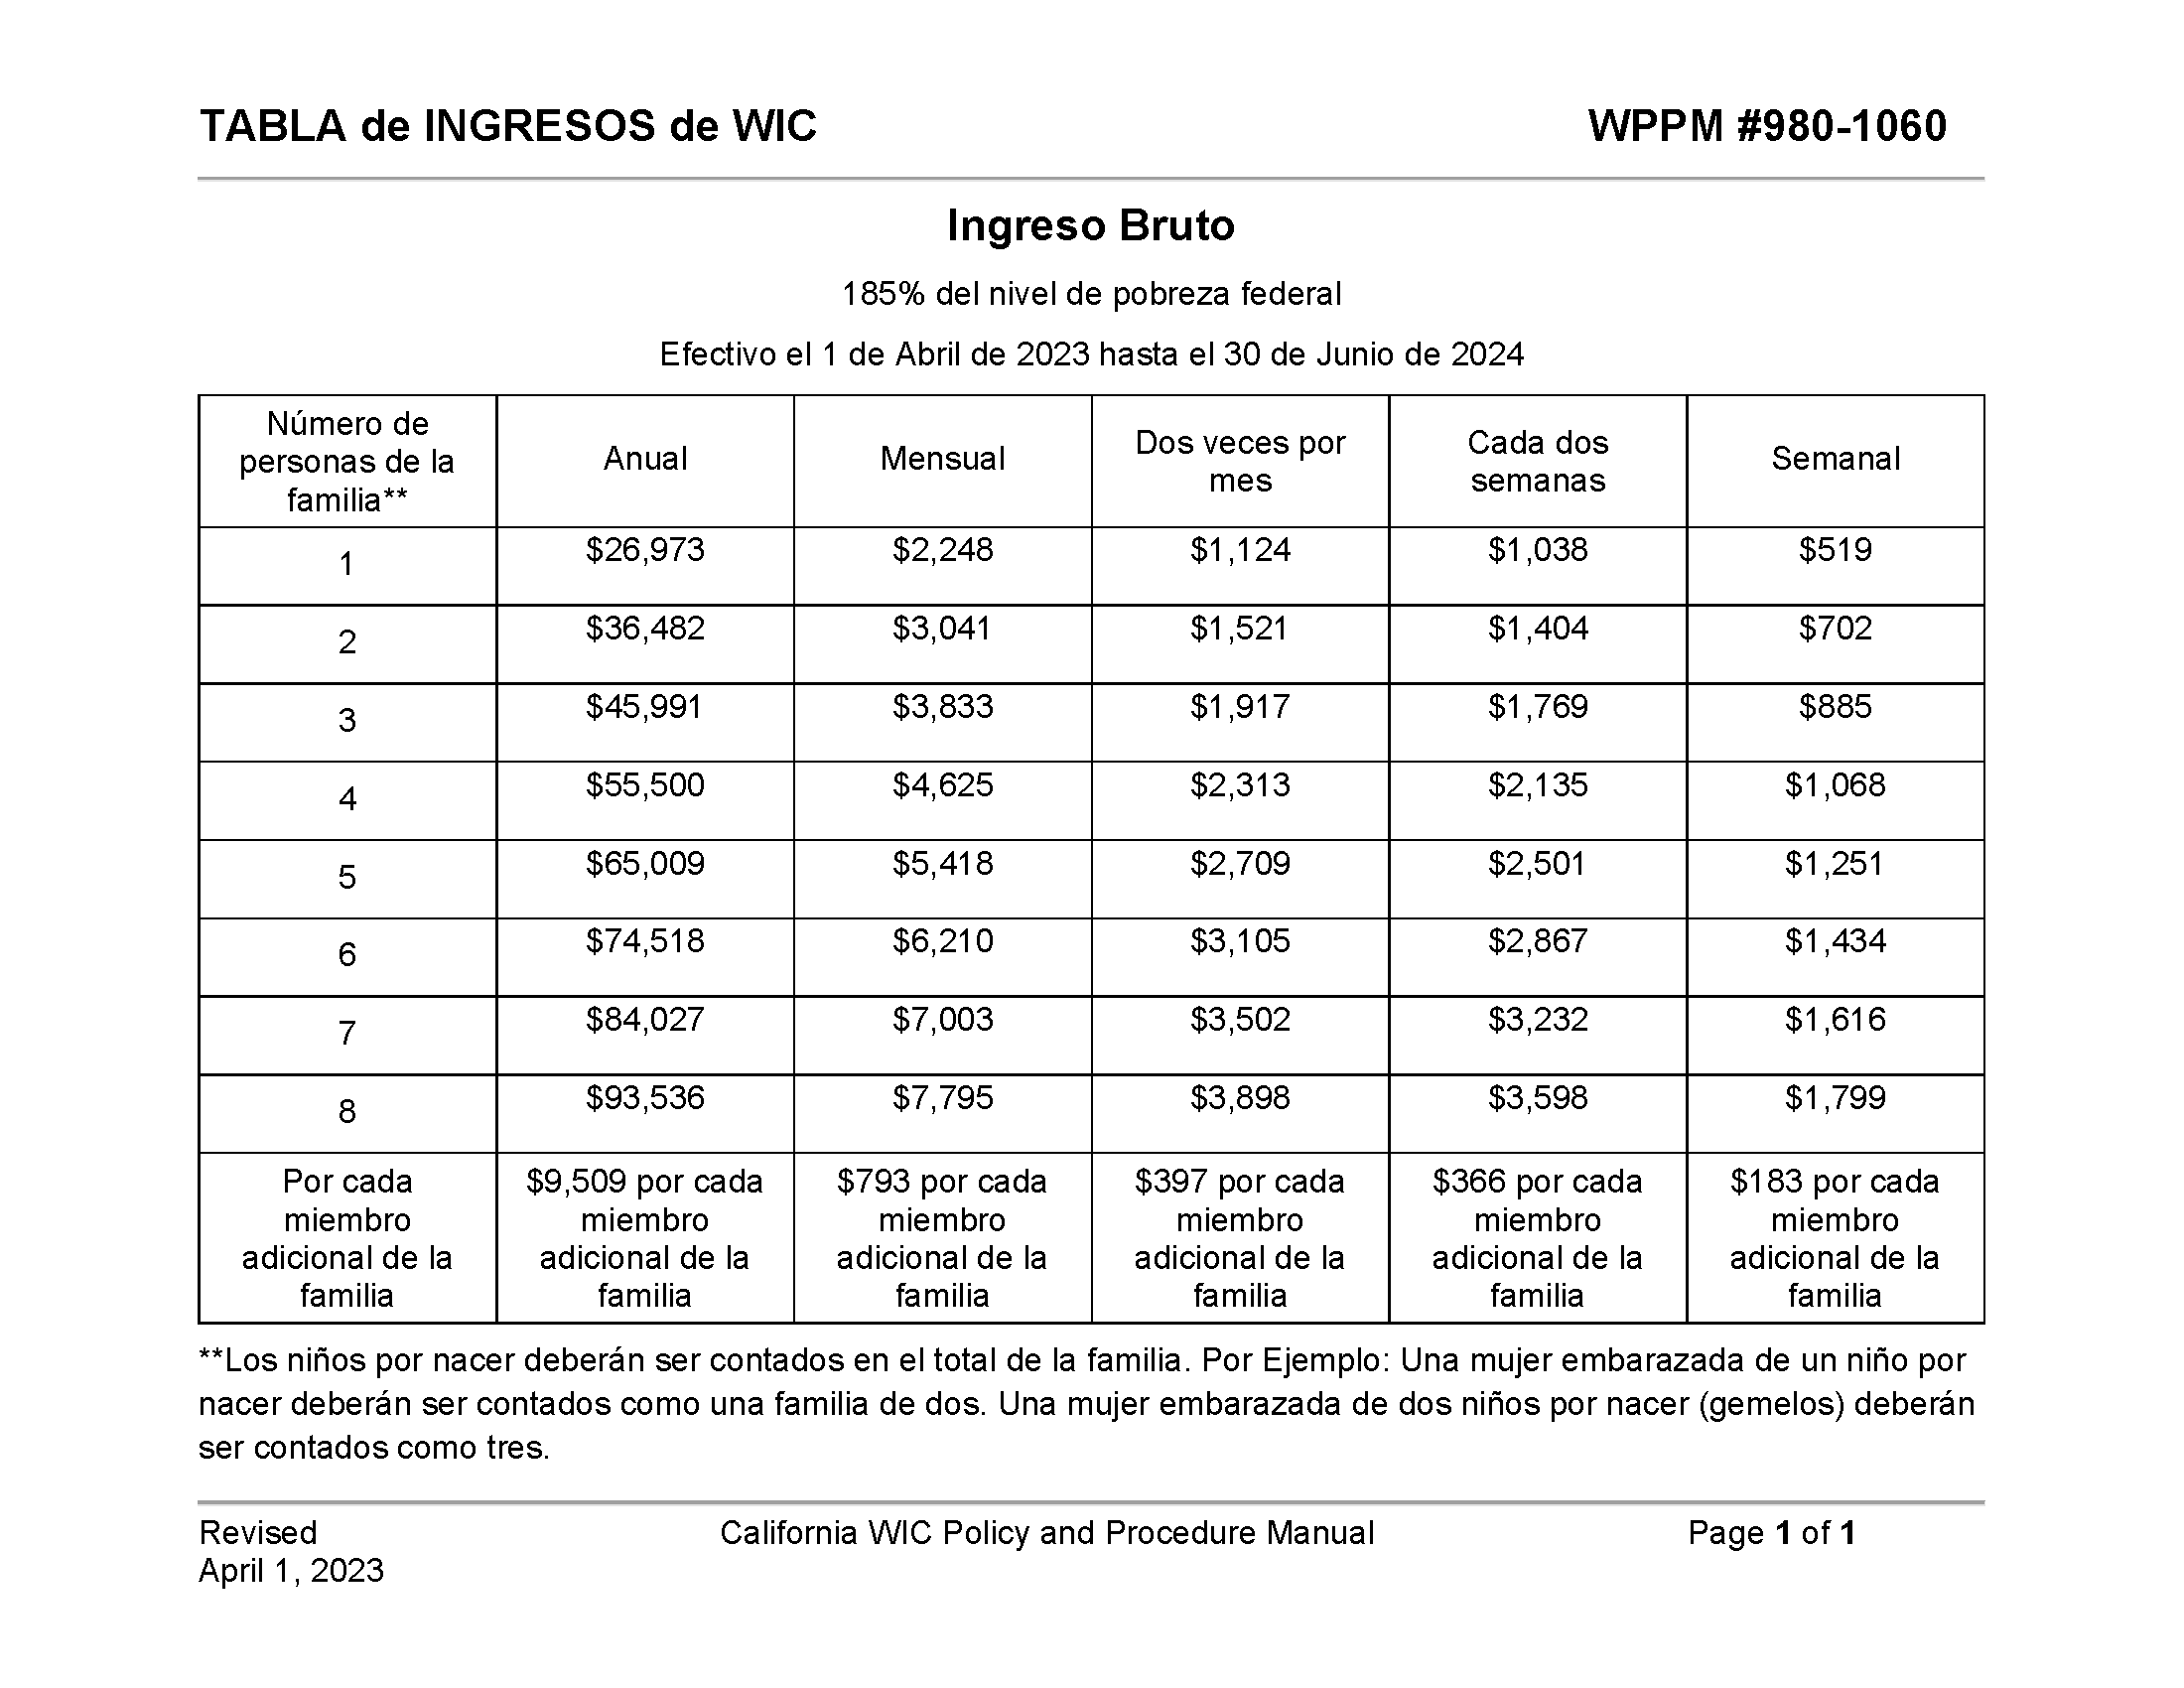 TABLA de INGRESOS de WIC WPPM #980-1060
Ingreso Bruto
185% del nivel de pobreza federal
Efectivo el 1 de Abril de 2023 hasta el 30 de Junio de 2024
Número de personas de la familia** Anual Mensual Dos veces por mes Cada dos semanas Semanal
1 $26,973 $2,248 $1,124 $1,038 $519
2 $36,482 $3,041 $1,521 $1,404 $702
3 $45,991 $3,833 $1,917 $1,769 $885
4 $55,500 $4,625 $2,313 $2,135 $1,068
5 $65,009 $5,418 $2,709 $2,501 $1,251
6 $74,518 $6,210 $3,105 $2,867 $1,434
7 $84,027 $7,003 $3,502 $3,232 $1,616
8 $93,536 $7,795 $3,898 $3,598 $1,799
Por cada miembro adicional de la familia $9,509 por cada miembro adicional de la familia $793 por cada miembro adicional de la familia $397 por cada miembro adicional de la familia $366 por cada miembro adicional de la familia $183 por cada miembro adicional de la familia
**Los niños por nacer deberán ser contados en el total de la familia. Por Ejemplo: Una mujer embarazada de un niño por
nacer deberán ser contados como una familia de dos. Una mujer embarazada de dos niños por nacer (gemelos) deberán
ser contados como tres.
Revised California WIC Policy and Procedure Manual Page 1 of 1
April 1, 2023